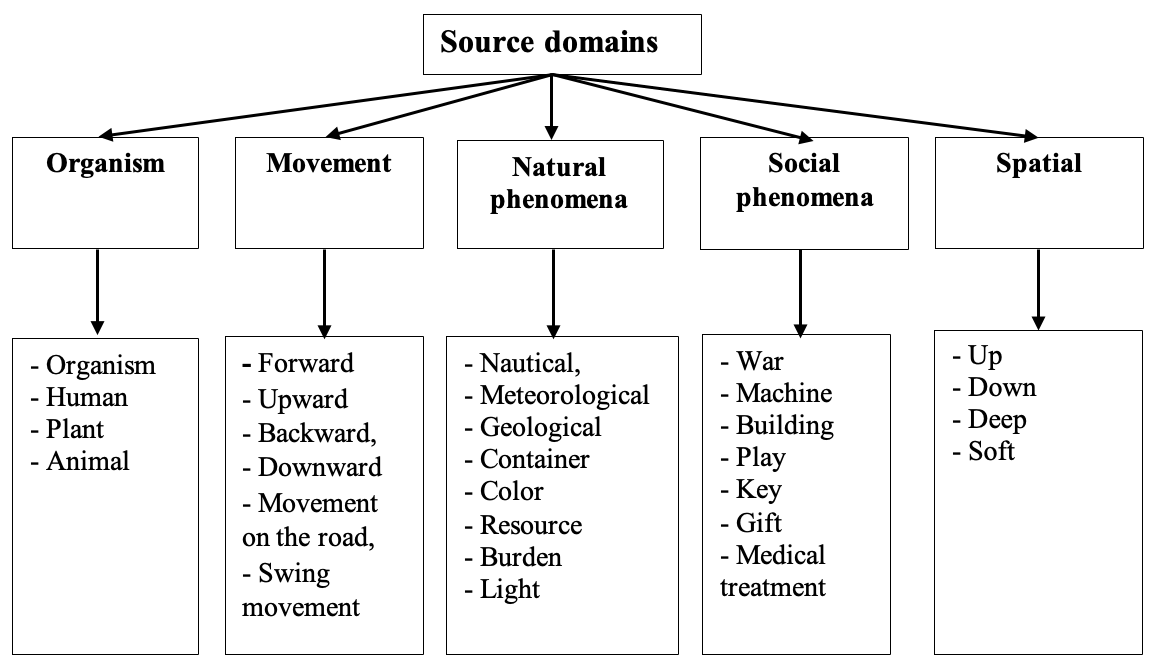 Source domains
Organism
Movement
Natural
phenomena
Social
phenomena
Spatial
- Organism
- Human
- Plant
- Animal
- Forward
- Upward
- Backward,
- Downward
- Movement
on the road,
- Swing
movement
- Nautical,
- Meteorological
- Geological
- Container
- Color
- Resource
- Burden
- Light
- War
- Machine
- Building
- Play
- Key
- Gift
- Medical
treatment
- Up
- Down
- Deep
- Soft